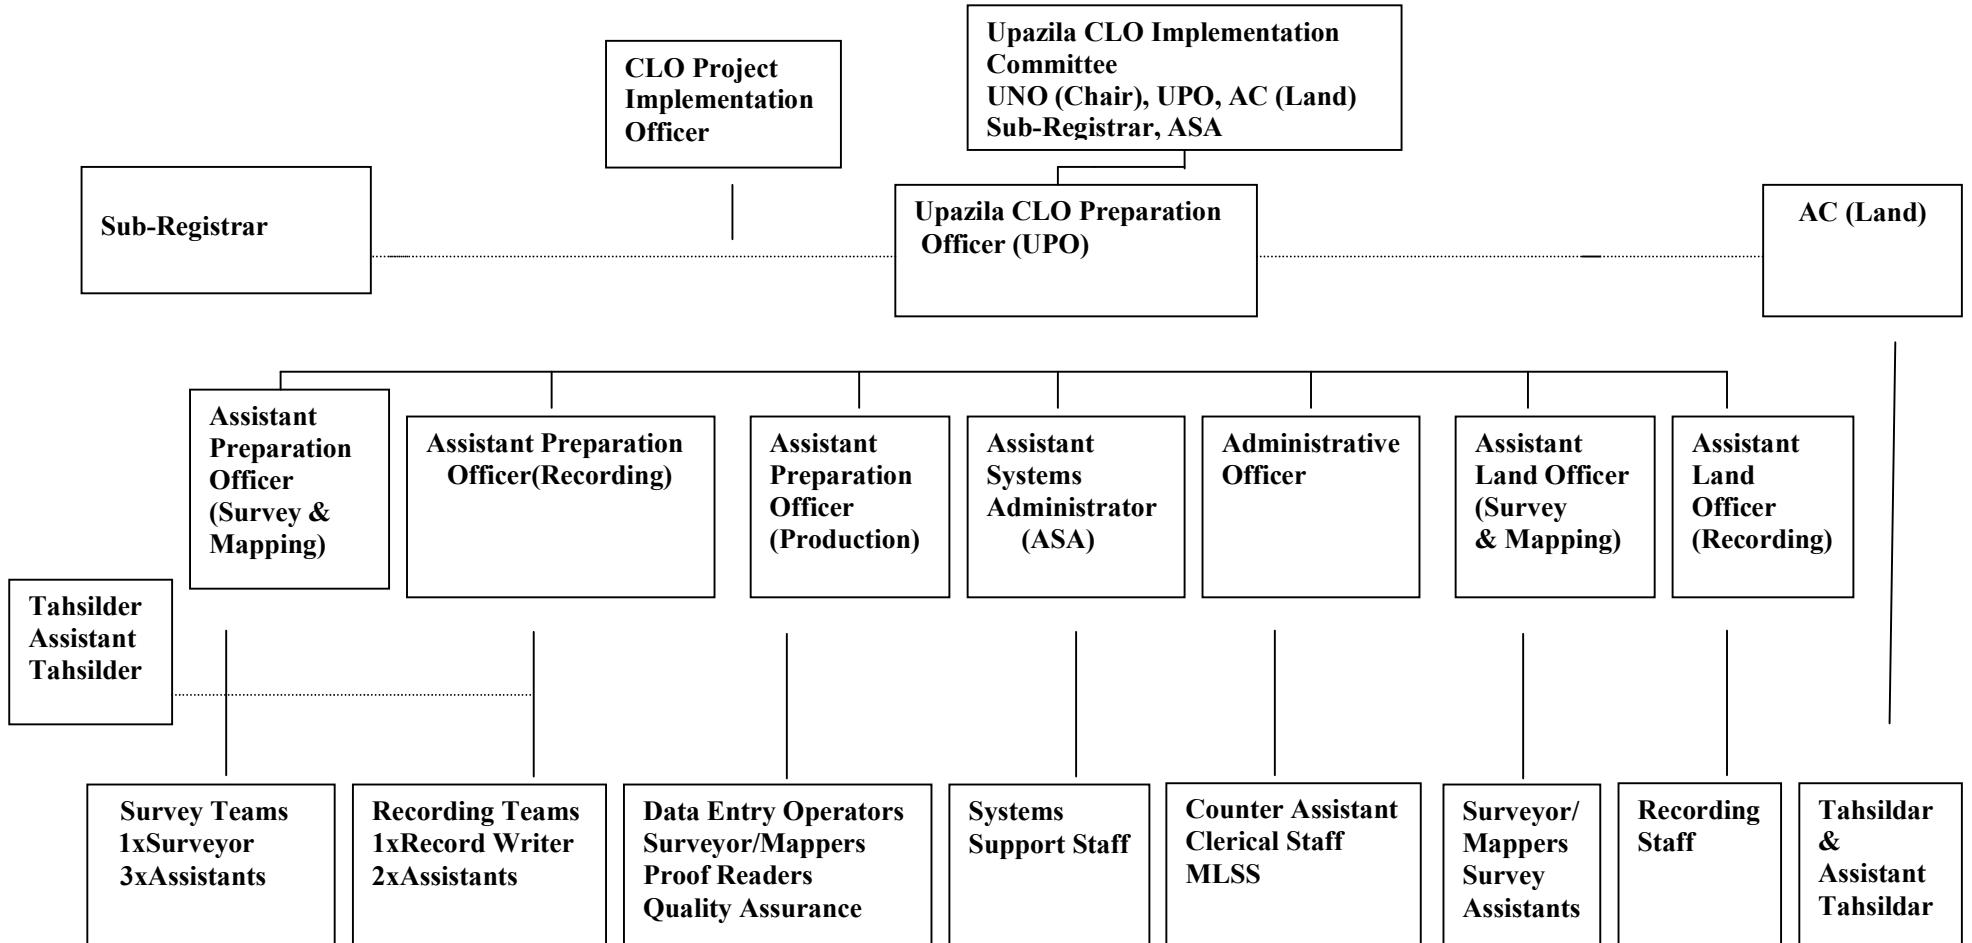 Upazila CLO Implementation
Committee
UNO (Chair), UPO, AC (Land)
Sub-Registrar, ASA
CLO Project
Implementation
Officer
Sub-Registrar
Upazila CLO Preparation
Officer (UPO)
AC (Land)
Assistant
Preparation
Officer
(Survey &
Mapping)
Assistant Preparation
Officer(Recording)
Assistant
Preparation
Officer
(Production)
Assistant
Systems
Administrator
(ASA)
Administrative
Officer
Assistant
Land Officer
(Survey
& Mapping)
Assistant
Land
Officer
(Recording)
Tahsilder
Assistant
Tahsilder
Survey Teams
1xSurveyor
3xAssistants
Recording Teams
1xRecord Writer
2xAssistants
Data Entry Operators
Surveyor/Mappers
Proof Readers
Quality Assurance
Systems
Support Staff
Counter Assistant
Clerical Staff
MLSS
Surveyor/
Mappers
Survey
Assistants
Recording
Staff
Tahsildar
&
Assistant
Tahsildar